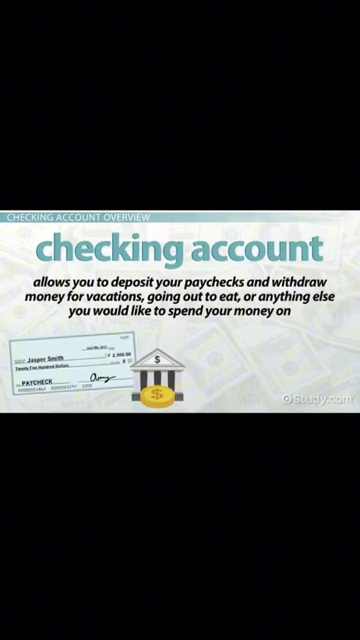 CHECKING ACCOUNT OVERVIEW
checking account
allows you to deposit your paychecks and withdraw
money for vacations, going out to eat, or anything else
you would like to spend your money on
Jasper Smith
$ 2,500.00
Twenty Five Hundred Dollars
PAYCHECK
$
$
Study.com